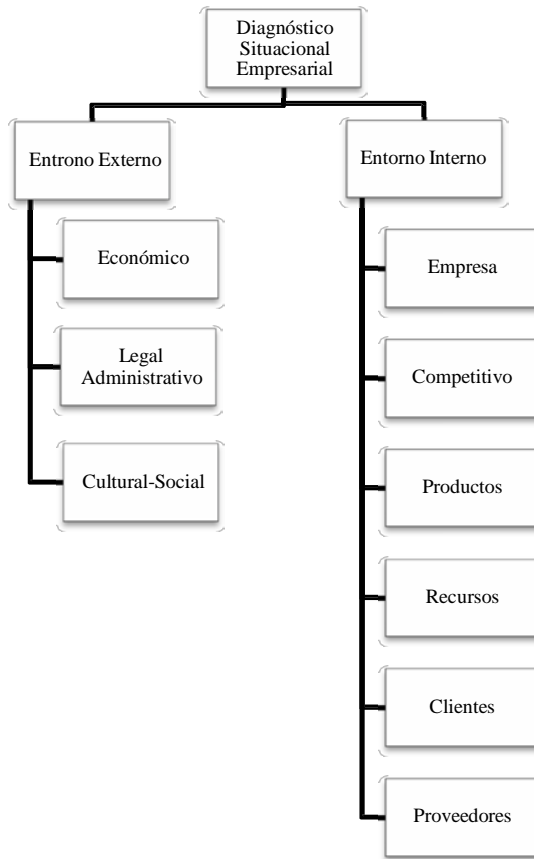 Diagnóstico
Situacional
Empresarial
Entrono Externo
Económico
Legal
Administrativo
Cultural-Social
Entorno Interno
Empresa
Competitivo
Productos
Recursos
Clientes
Proveedores